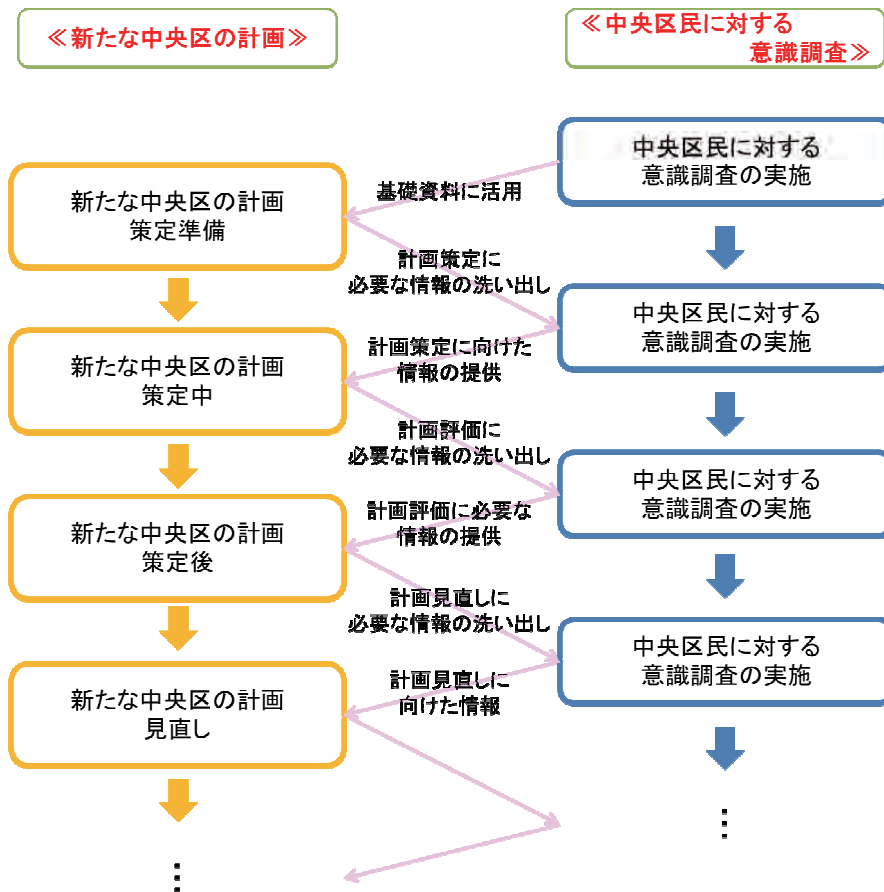 ≪新たな中央区の計画≫
≪中央区民に対する
意識調査≫
中央区民に対する
意識調査の実施
基礎資料に活用
新たな中央区の計画
策定準備
計画策定に
必要な情報の洗い出し
中央区民に対する
意識調査の実施
計画策定に向けた
情報の提供
新たな中央区の計画
策定中
計画評価に
必要な情報の洗い出し
中央区民に対する
意識調査の実施
計画評価に必要な
情報の提供
新たな中央区の計画
策定後
計画見直しに
必要な情報の洗い出し
中央区民に対する
意識調査の実施
計画見直しに
向けた情報
新たな中央区の計画
見直し
⋮
⋮